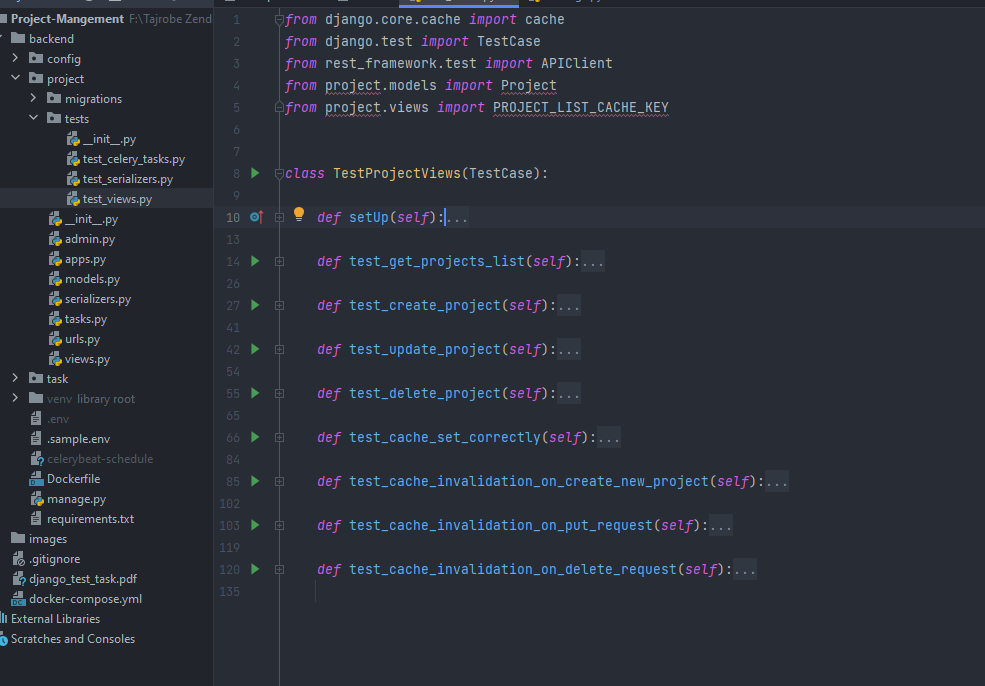 Project-Mangement F:\Tajrobe Zend
backend
config
project
migrations
tests
__init__.py
test_celery_tasks.py
test_serializers.py
test_views.py
__init__.py
admin.py
apps.py
models.py
serializers.py
tasks.py
urls.py
views.py
task
venv library root
.env
.sample.env
celerybeat-schedule
Dockerfile
manage.py
requirements.txt
images
.gitignore
django_test_task.pdf
docker-compose.yml
External Libraries
Scratches and Consoles
1 from django.core.cache import cache
2 from django.test import TestCase
3 from rest_framework.test import APIClient
4 from project.models import Project
5 from project.views import PROJECT_LIST_CACHE_KEY
6
7
8 class TestProjectViews(TestCase):
9
10 def setUp(self):...
13
14 def test_get_projects_list(self):...
26
27 def test_create_project(self):...
41
42 def test_update_project(self):...
54
55 def test_delete_project(self):...
65
66 def test_cache_set_correctly(self):...
84
85 def test_cache_invalidation_on_create_new_project(self):...
102
103 def test_cache_invalidation_on_put_request(self):...
119
120 def test_cache_invalidation_on_delete_request(self):...
135